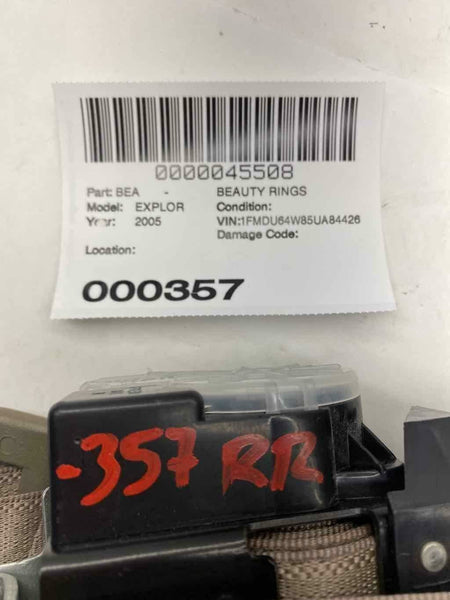 0000045508
Part: BEA - BEAUTY RINGS
Model: EXPLOR Condition:
Year: 2005 VIN:1FMDU64W85UA84426
Damage Code:
Location:
000357
-357 RR